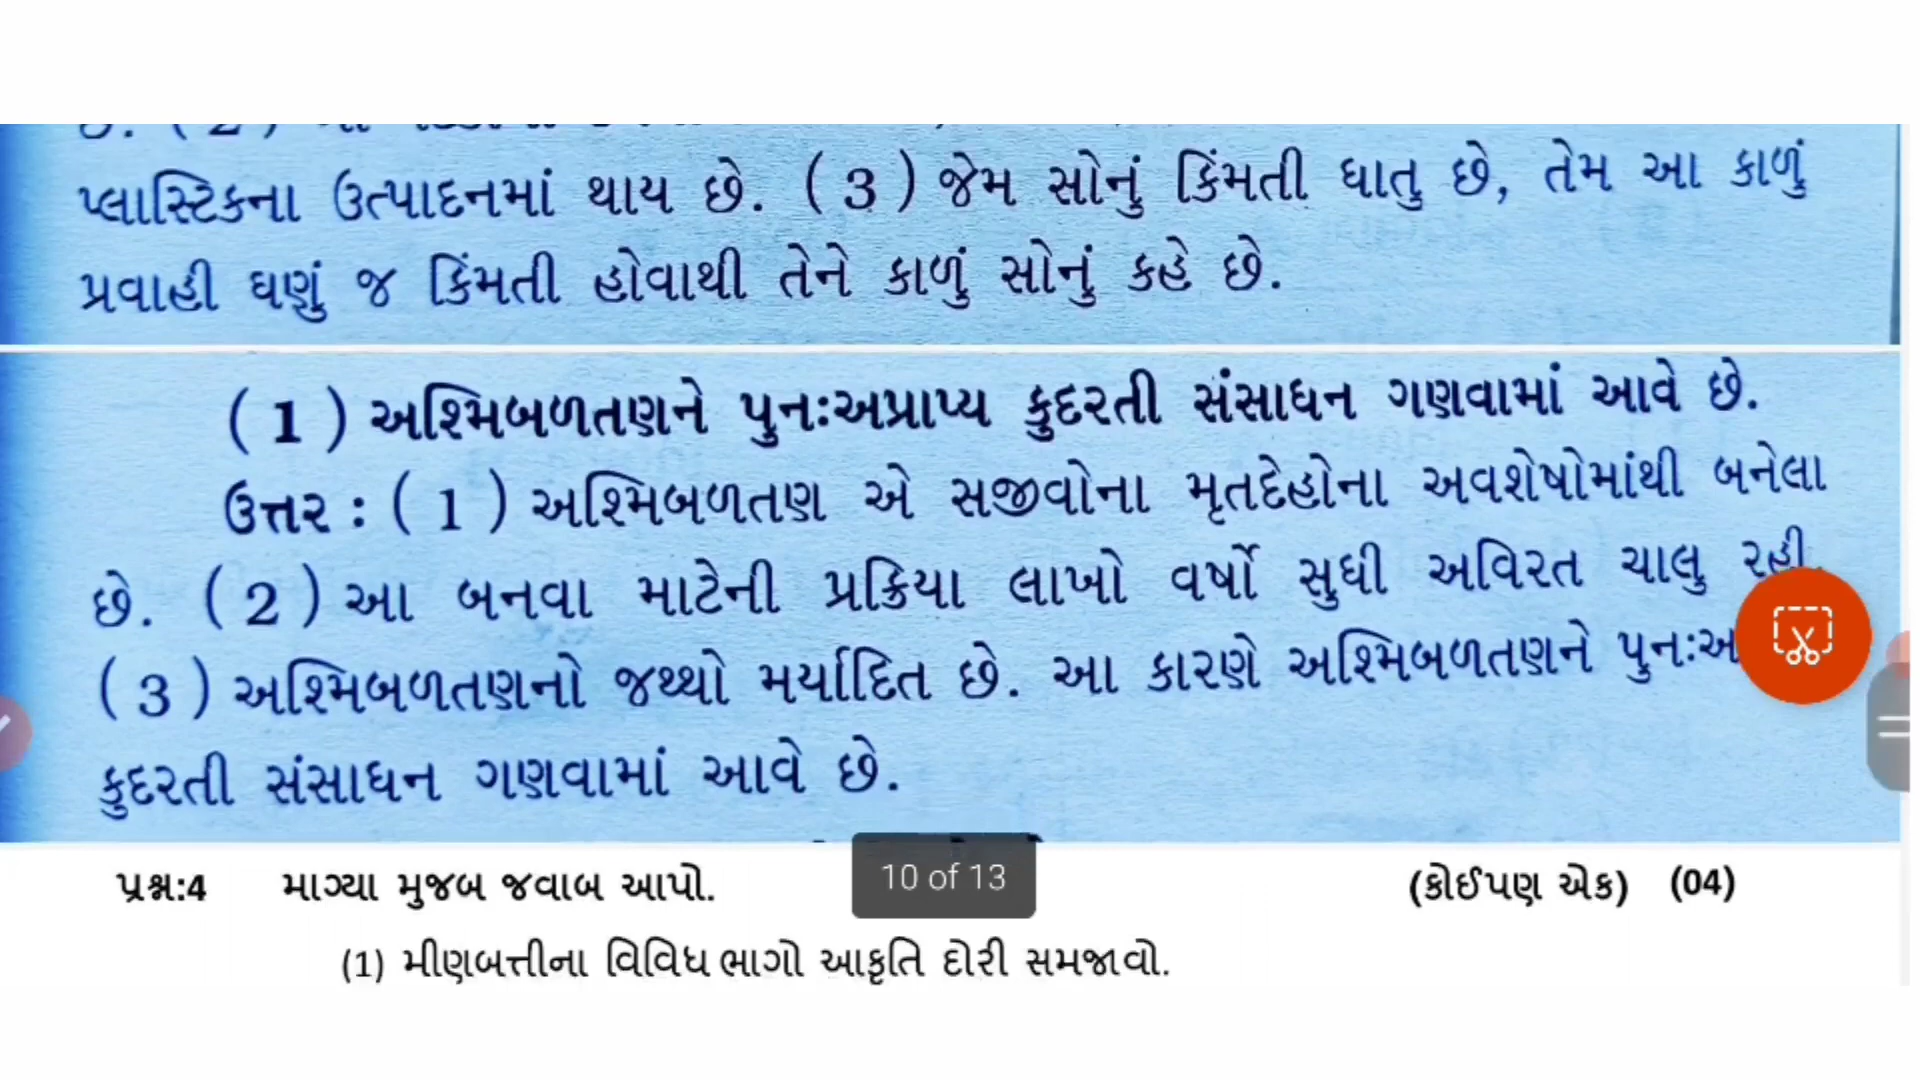 પ્લાસ્ટિકના ઉત્પાદનમાં થાય છે. ( 3 ) જેમ સોનું કિંમતી ધાતુ છે, તેમ આ કાળું
પ્રવાહી ઘણું જ કિંમતી હોવાથી તેને કાળું સોનું કહે છે.
( 1 ) અશ્મિબળતણને પુનઃઅપ્રાપ્ય કુદરતી સંસાધન ગણવામાં આવે છે.
ઉત્તર : ( 1 ) અશ્મિબળતણ એ સજીવોના મૃતદેહોના અવશેષોમાંથી બનેલા
છે. ( 2 ) આ બનવા માટેની પ્રક્રિયા લાખો વર્ષો સુધી અવિરત ચાલુ રહી
( 3 ) અશ્મિબળતણનો જથ્થો મર્યાદિત છે. આ કારણે અશ્મિબળતણને
કુદરતી સંસાધન ગણવામાં આવે છે.
પ્રશ્ન:4 માગ્યા મુજબ જવાબ આપો. 10 of 13 (કોઈપણ એક) (04)
(1) મીણબત્તીના વિવિધ ભાગો આકૃતિ દોરી સમજાવો.